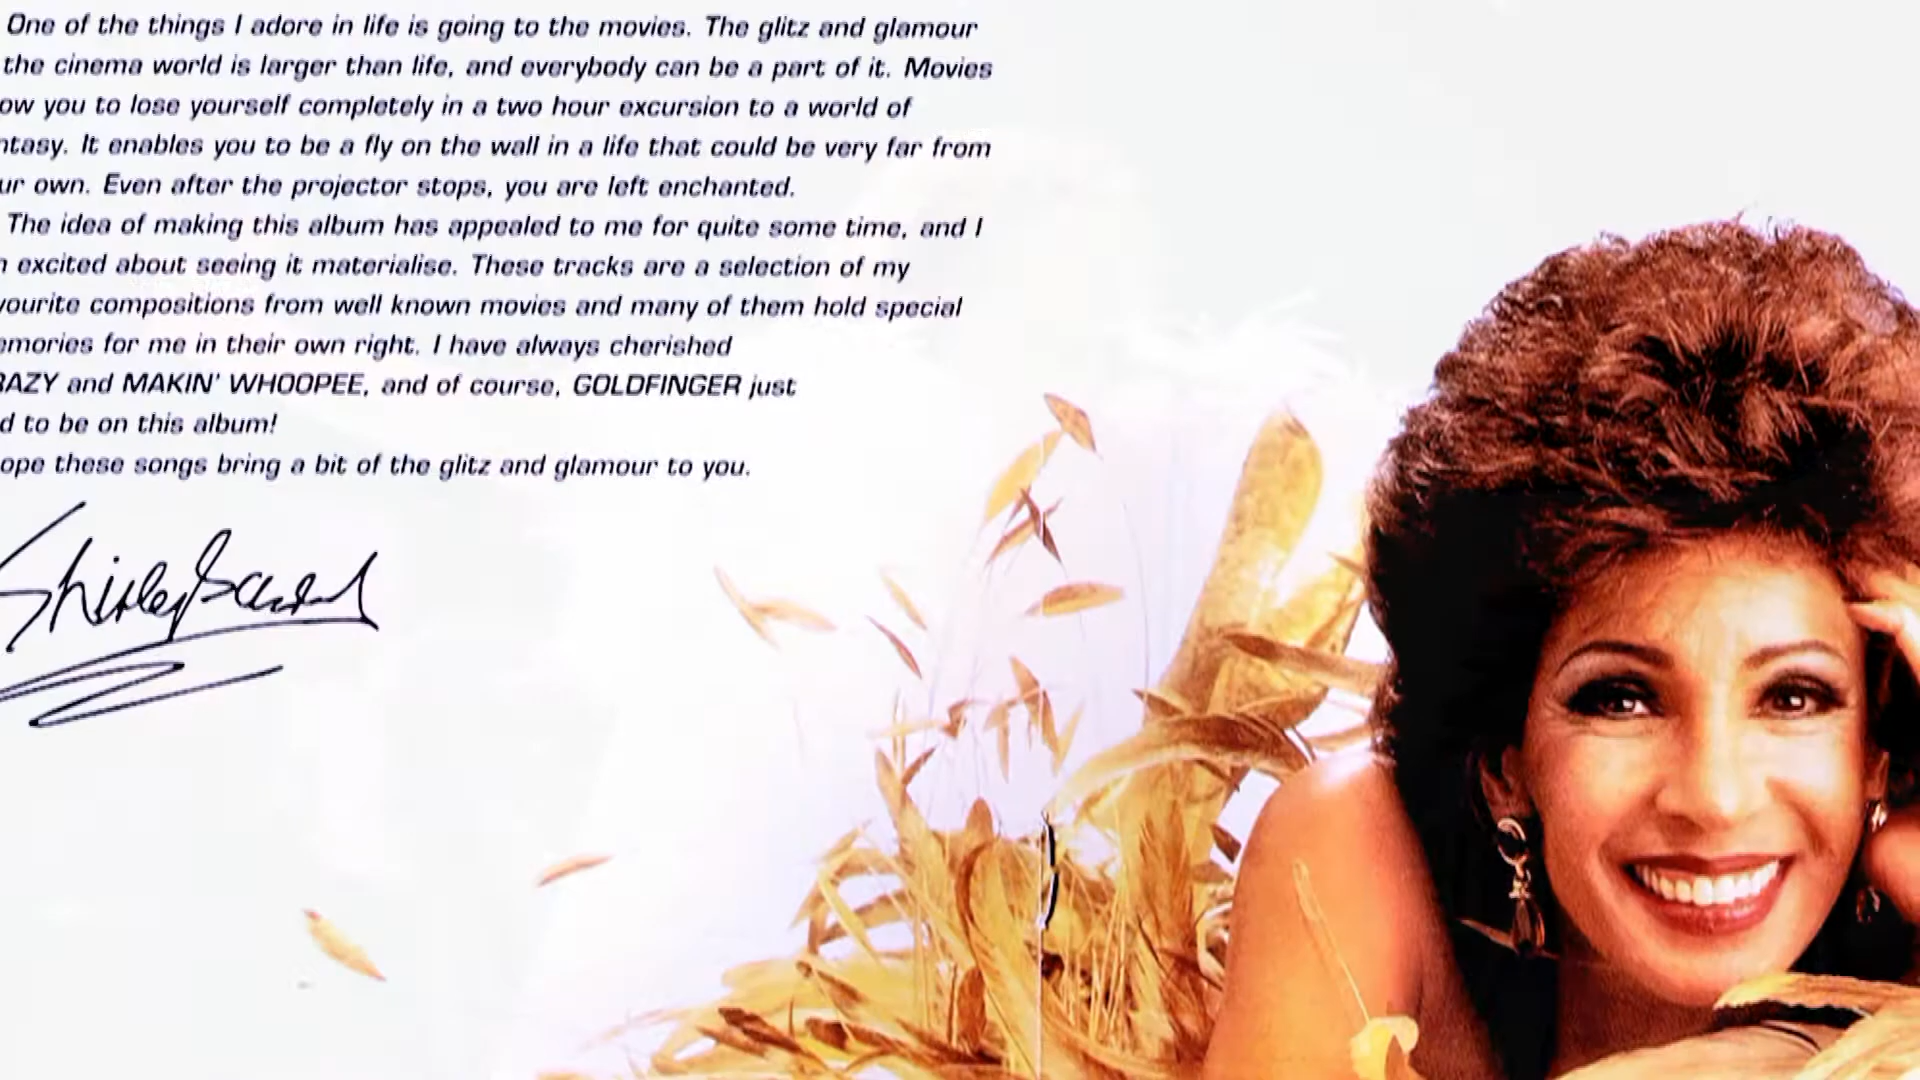 One of the things I adore in life is going to the movies. The glitz and glamour
the cinema world is larger than life, and everybody can be a part of it. Movies
ow you to lose yourself completely in a two hour excursion to a world of
ntasy. It enables you to be a fly on the wall in a life that could be very far from
ur own. Even after the projector stops, you are left enchanted.
The idea of making this album has appealed to me for quite some time, and I
excited about seeing it materialise. These tracks are a selection of my
vourite compositions from well known movies and many of them hold special
emories for me in their own right. I have always cherished
RAZY and MAKIN' WHOOPEE, and of course, GOLDFINGER just
d to be on this album!
ope these songs bring a bit of the glitz and glamour to you.
Shirley Bassey